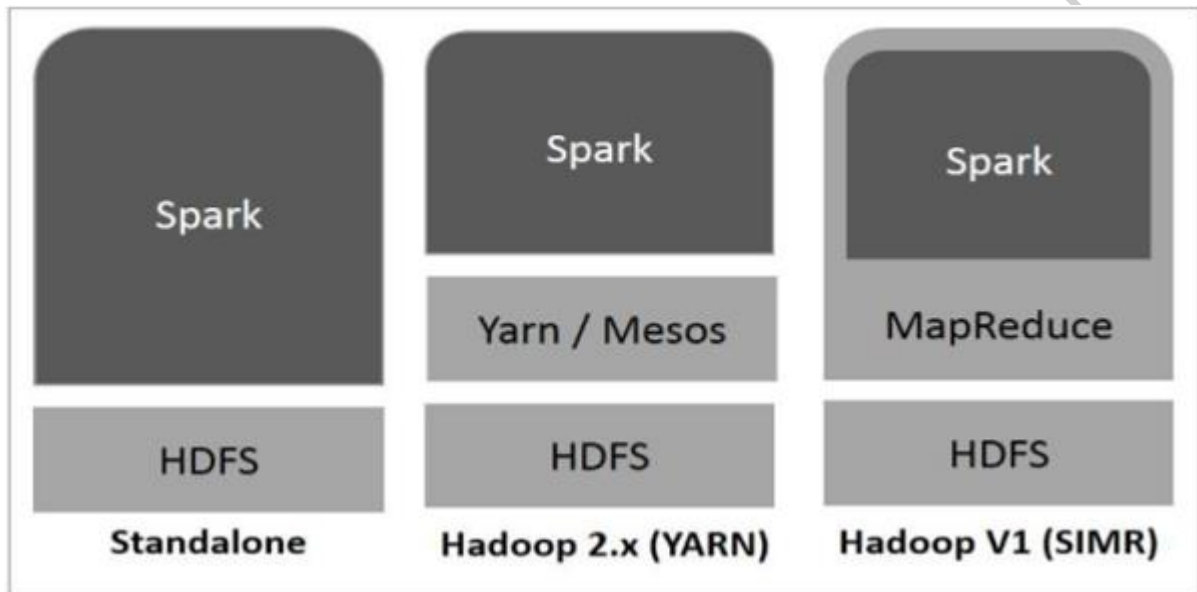 Spark
HDFS
Standalone
Spark
Yarn / Mesos
HDFS
Hadoop 2.x (YARN)
Spark
MapReduce
HDFS
Hadoop V1 (SIMR)